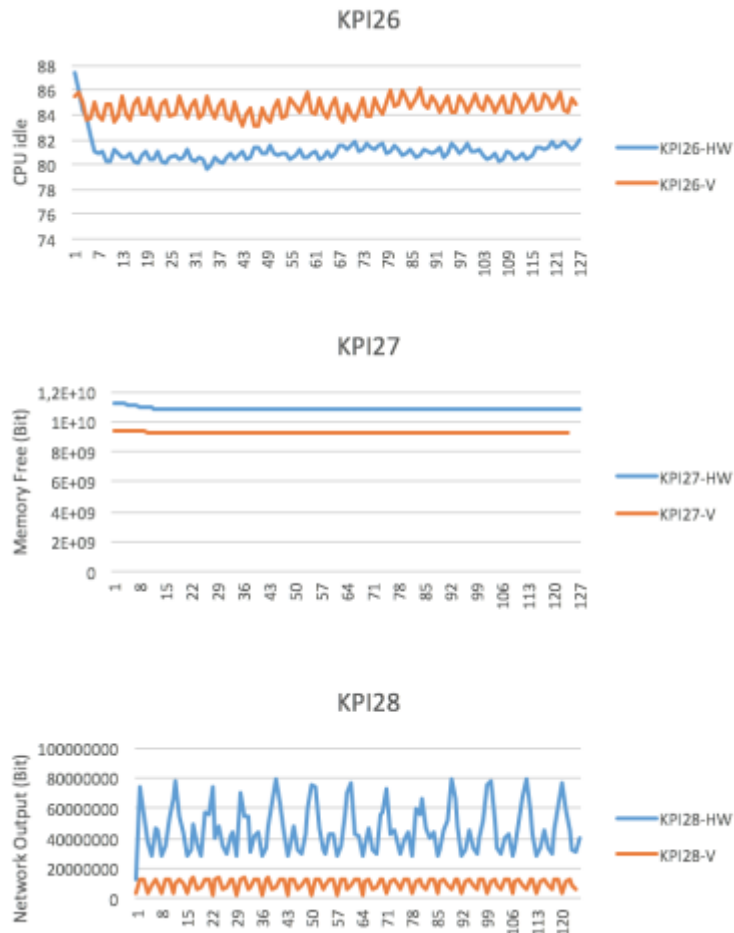 KPI26
88
86
84
82
80
78
76
74
CPU idle
1 7 13 19 25 31 37 43 49 55 61 67 73 79 85 91 97 103 109 115 121 127
KPI26-HW
KPI26-V
KPI27
1,2E+10
1E+10
8E+09
6E+09
4E+09
2E+09
0
Memory Free (Bit)
1 8 15 22 29 36 43 50 57 64 71 78 85 92 99 106 113 120 127
KPI27-HW
KPI27-V
KPI28
100000000
80000000
60000000
40000000
20000000
0
Network Output (Bit)
1 8 15 22 29 36 43 50 57 64 71 78 85 92 99 106 113 120
KPI28-HW
KPI28-V